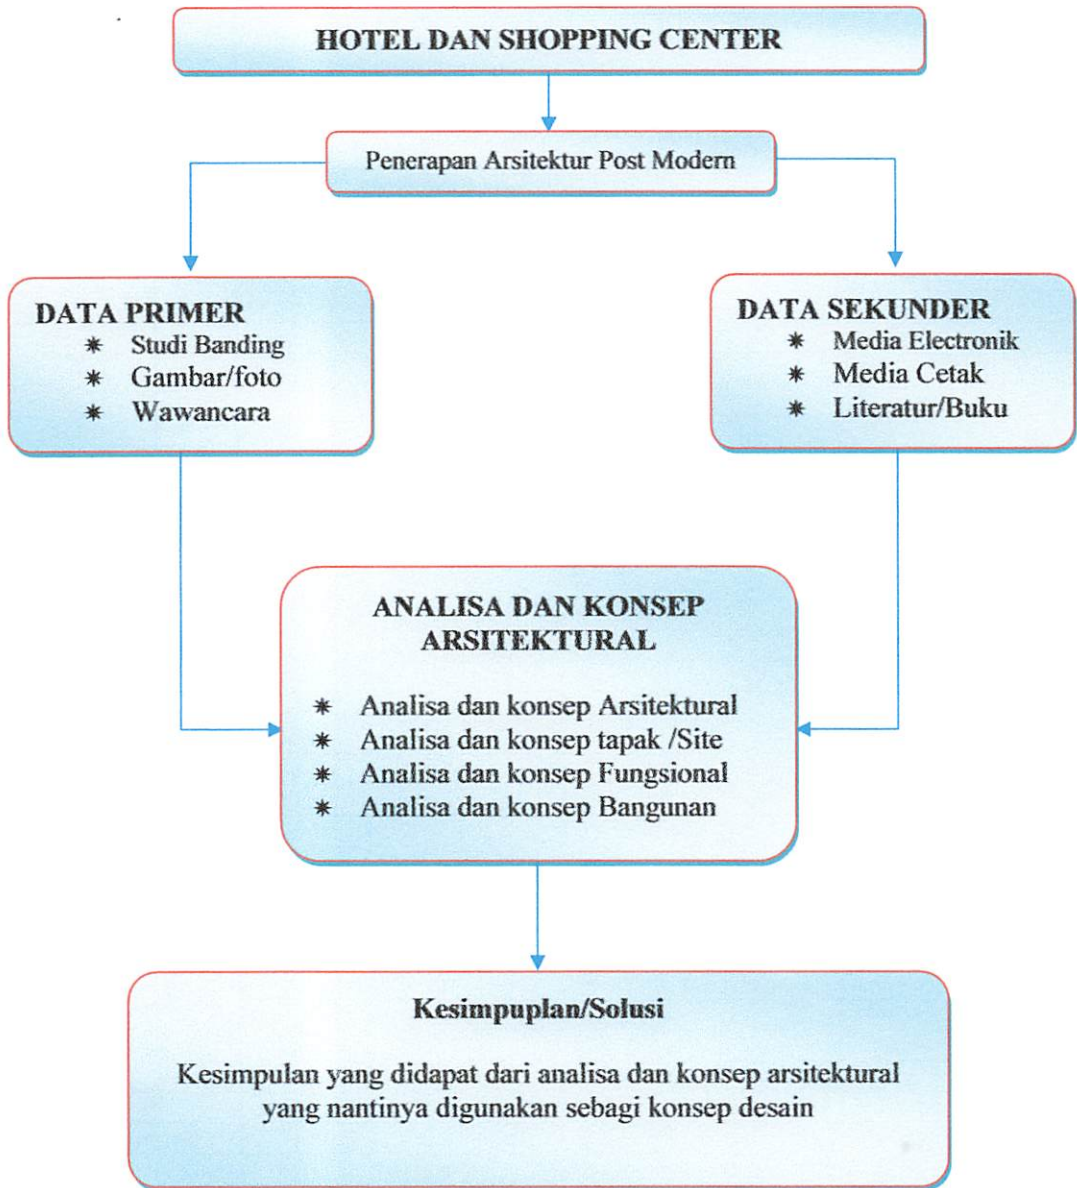 HOTEL DAN SHOPPING CENTER
Penerapan Arsitektur Post Modern
DATA PRIMER
✷ Studi Banding
✷ Gambar/foto
✷ Wawancara
DATA SEKUNDER
✷ Media Electronik
✷ Media Cetak
✷ Literatur/Buku
ANALISA DAN KONSEP
ARSITEKTURAL
✷ Analisa dan konsep Arsitektural
✷ Analisa dan konsep tapak /Site
✷ Analisa dan konsep Fungsional
✷ Analisa dan konsep Bangunan
Kesimpuplan/Solusi
Kesimpulan yang didapat dari analisa dan konsep arsitektural
yang nantinya digunakan sebagi konsep desain